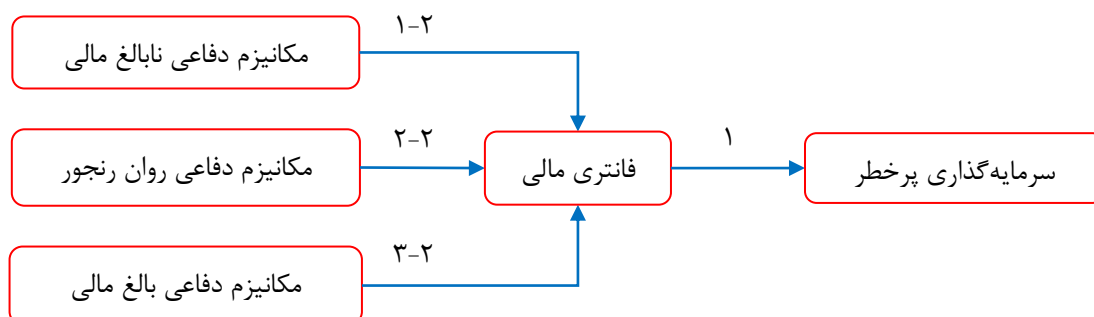 ۱-۲
مکانیزم دفاعی نابالغ مالی
۲-۲
مکانیزم دفاعی روان رنجور
۱
فانتری مالی
سرمایه‌گذاری پرخطر
۳-۲
مکانیزم دفاعی بالغ مالی